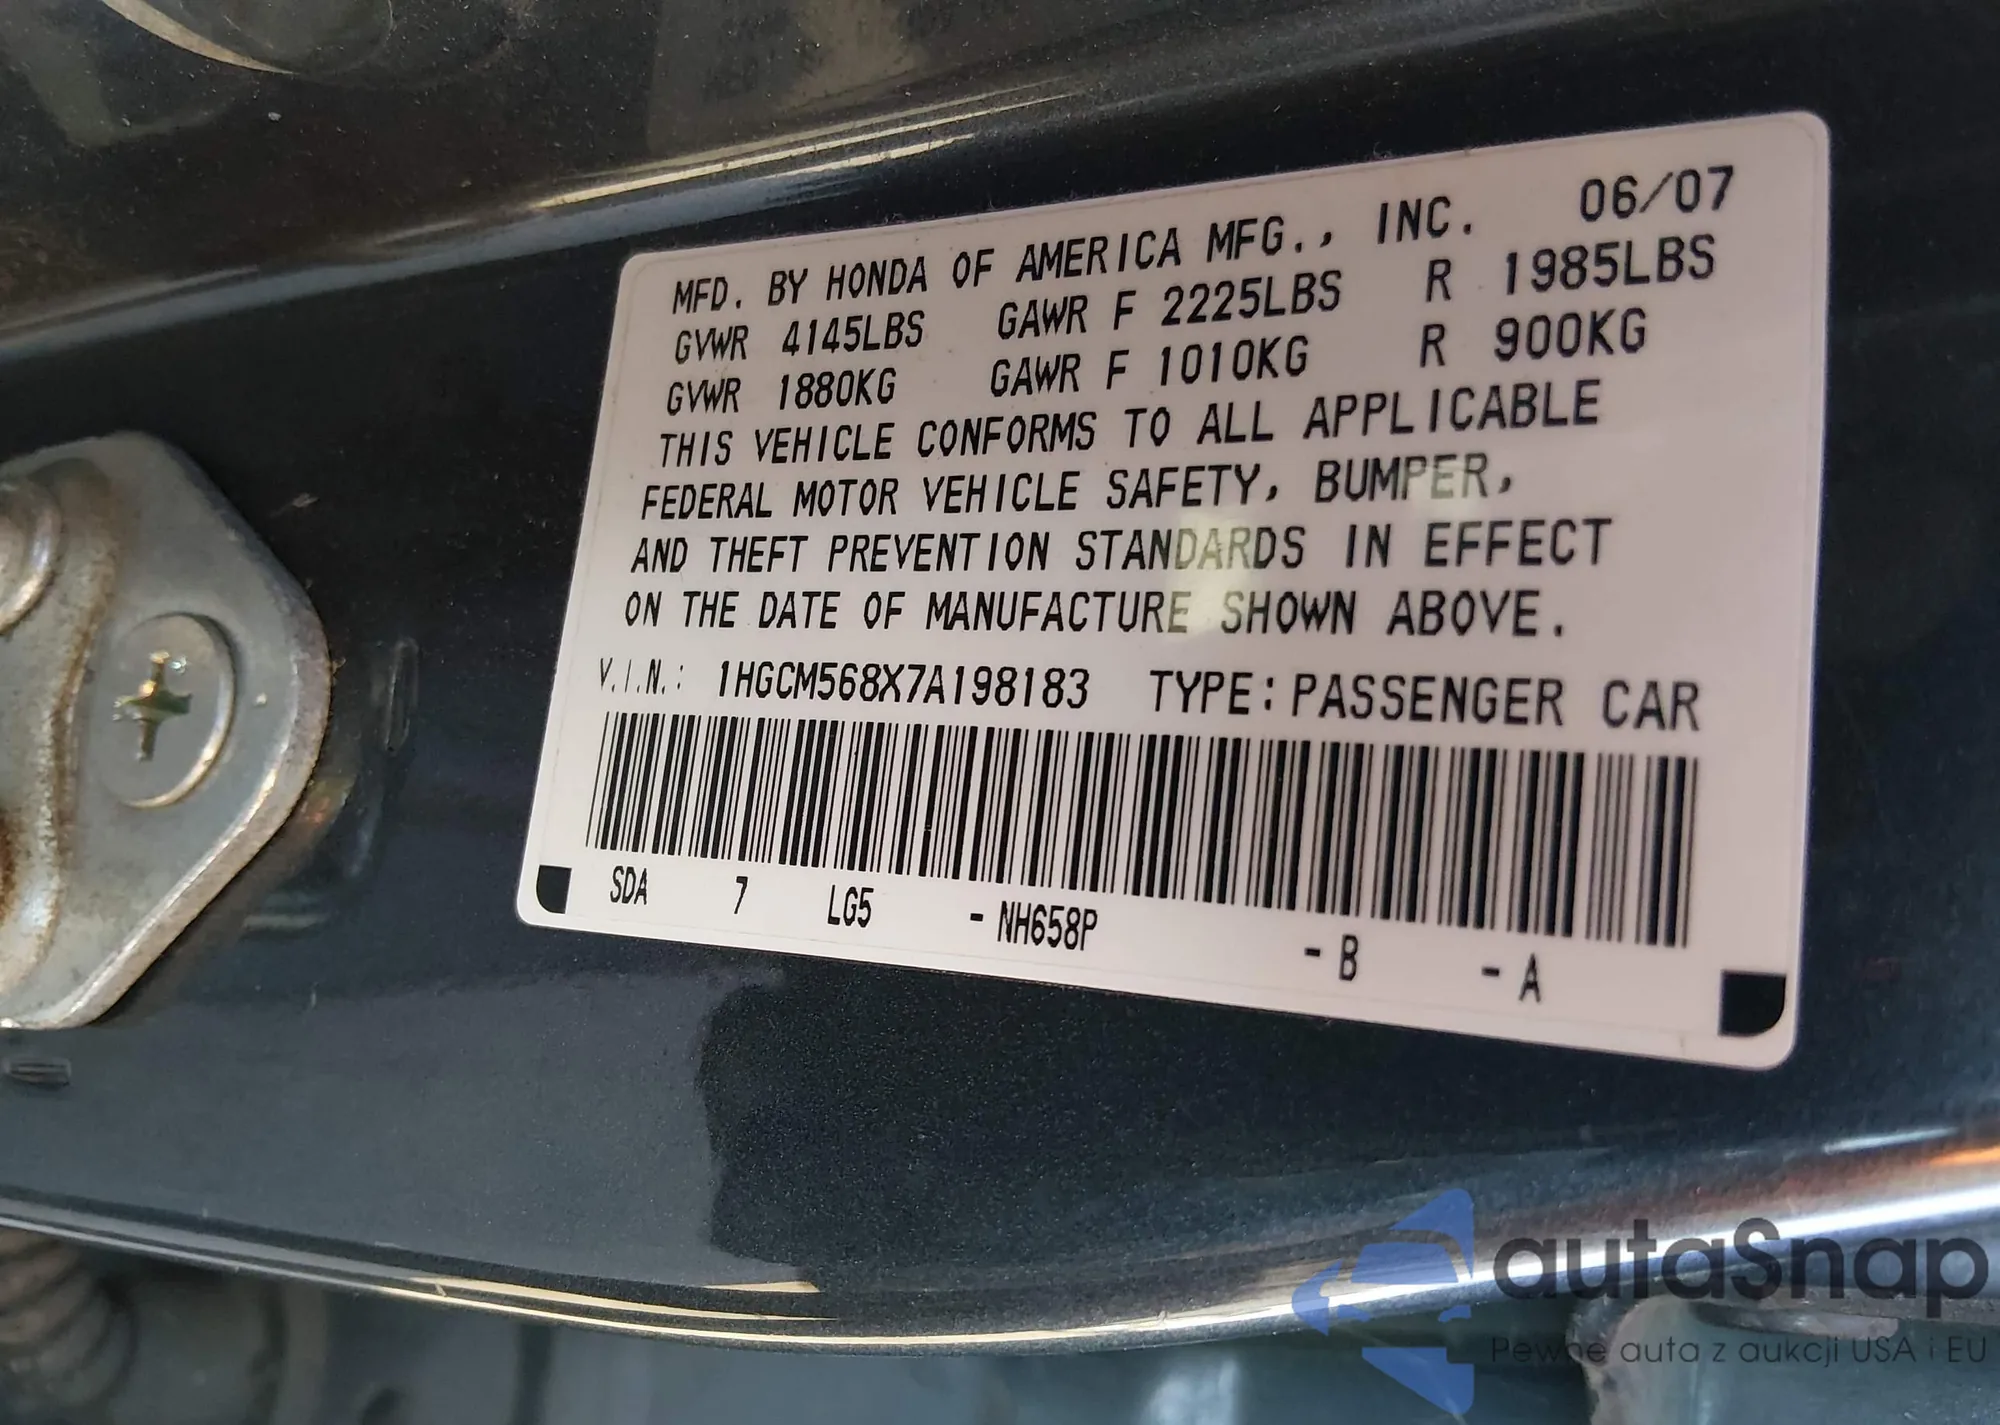 MFD. BY HONDA OF AMERICA MFG., INC. 06/07
GVWR 4145LBS GAWR F 2225LBS R 1985LBS
GVWR 1880KG GAWR F 1010KG R 900KG
THIS VEHICLE CONFORMS TO ALL APPLICABLE
FEDERAL MOTOR VEHICLE SAFETY, BUMPER,
AND THEFT PREVENTION STANDARDS IN EFFECT
ON THE DATE OF MANUFACTURE SHOWN ABOVE.
V.I.N.: 1HGCM568X7A198183 TYPE: PASSENGER CAR
SDA 7 LG5 - NH658P - B - A
autoSnap
Pewne auta z aukcji USA i EU